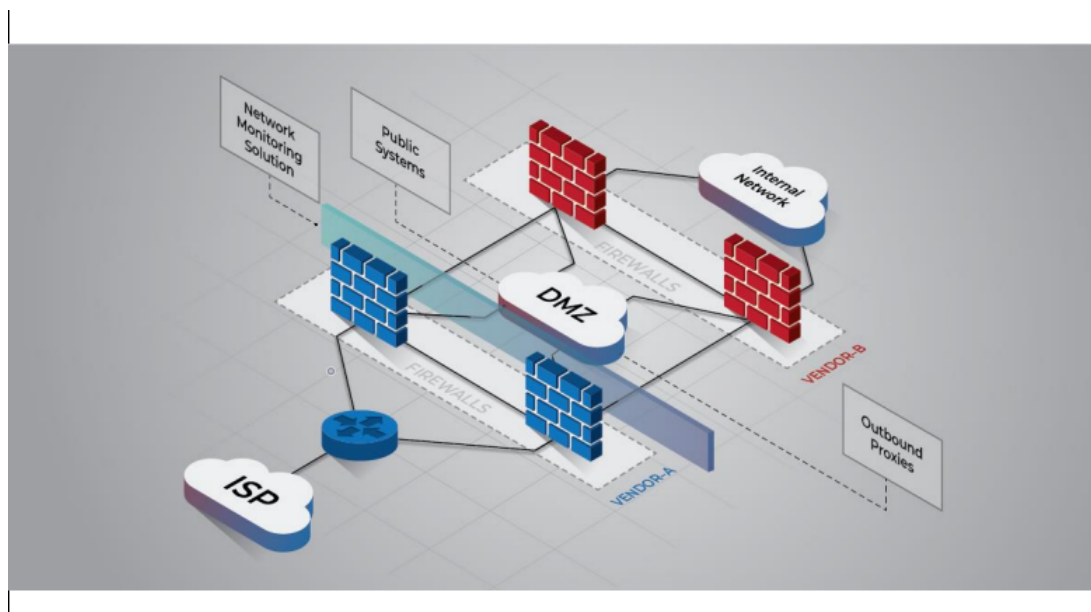 Network
Monitoring
Solution
Public
Systems
Internal
Network
FIREWALLS
DMZ
VENDOR-B
FIREWALLS
Outbound
Proxies
ISP
VENDOR-A